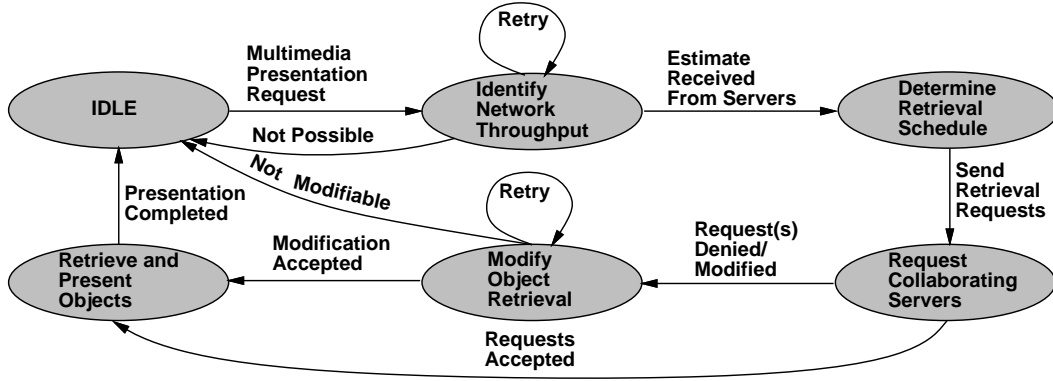 Retry
Multimedia
Presentation
Request
Estimate
Received
From Servers
IDLE
Identify
Network
Throughput
Determine
Retrieval
Schedule
Not Possible
Not Modifiable
Retry
Send
Retrieval
Requests
Presentation
Completed
Modification
Accepted
Request(s)
Denied/
Modified
Retrieve and
Present
Objects
Modify
Object
Retrieval
Request
Collaborating
Servers
Requests
Accepted